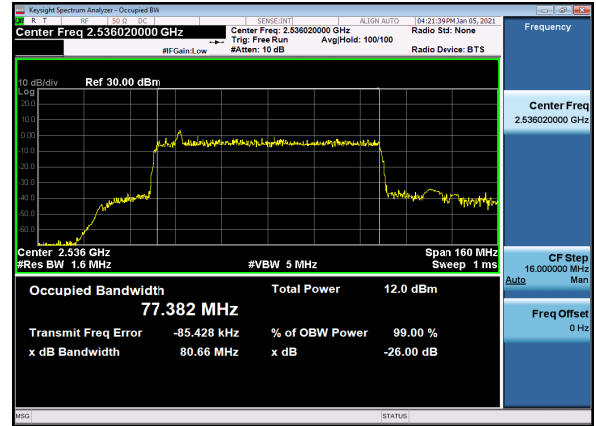 Keysight Spectrum Analyzer - Occupied BW
R T RF 50 Ω DC SENSE:INT ALIGN AUTO 04:21:39PM Jan 05, 2021
Center Freq 2.536020000 GHz
Center Freq: 2.536020000 GHz
Radio Std: None
Trig: Free Run Avg|Hold: 100/100
#IFGain:Low
#Atten: 10 dB
Radio Device: BTS
Frequency
10 dB/div Ref 30.00 dBm
Log
20.0
10.0
0.00
-10.0
-20.0
-30.0
-40.0
-50.0
-60.0
Center Freq
2.536020000 GHz
Center 2.536 GHz
Span 160 MHz
#Res BW 1.6 MHz
#VBW 5 MHz
Sweep 1 ms
CF Step
16.000000 MHz
Auto Man
Occupied Bandwidth
77.382 MHz
Total Power 12.0 dBm
Transmit Freq Error -85.428 kHz
% of OBW Power 99.00 %
x dB Bandwidth 80.66 MHz
x dB -26.00 dB
Freq Offset
0 Hz
MSG
STATUS